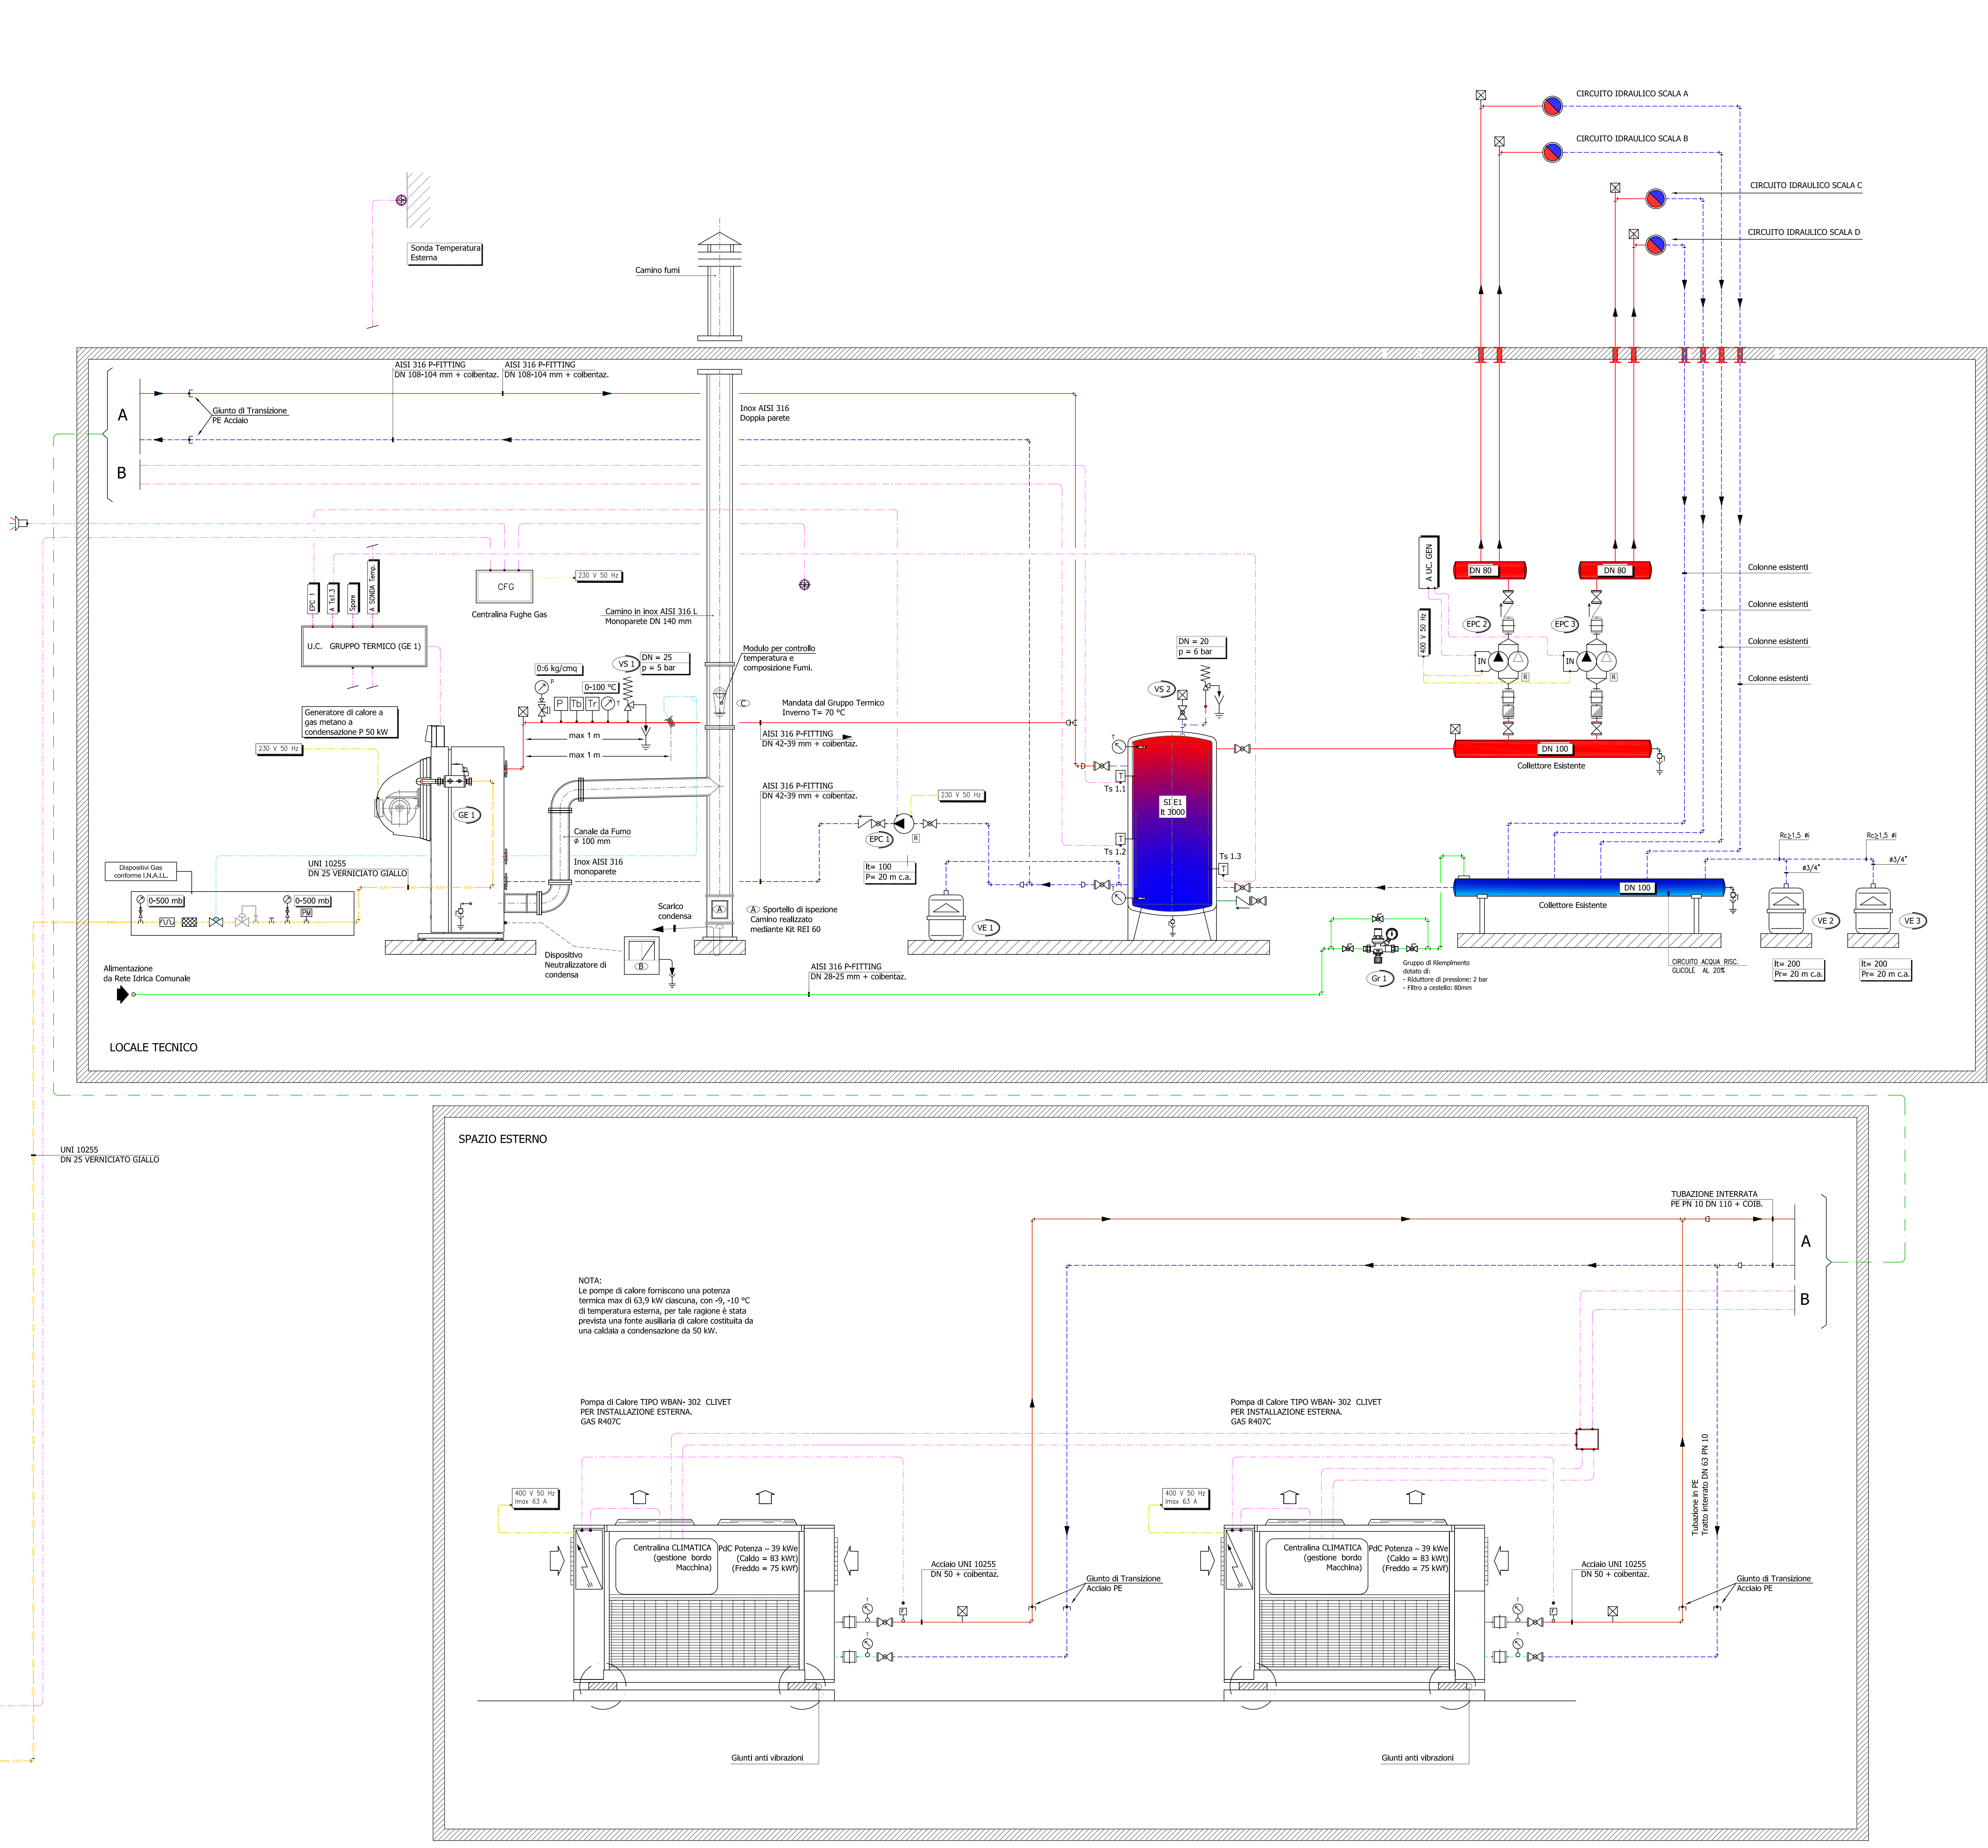 CIRCUITO IDRAULICO SCALA A
CIRCUITO IDRAULICO SCALA B
CIRCUITO IDRAULICO SCALA C
CIRCUITO IDRAULICO SCALA D
Sonda Temperatura
Esterna
Camino fumi
AISI 316 P-FITTING
DN 108-104 mm + coibentaz.
AISI 316 P-FITTING
DN 108-104 mm + coibentaz.
A
Giunto di Transizione
PE Acciaio
B
Inox AISI 316
Doppia parete
EPC 1
A Ts1.3
Spare
A SONDA Temp.
CFG
230 V 50 Hz
Centralina Fughe Gas
U.C. GRUPPO TERMICO (GE 1)
Camino in inox AISI 316 L
Monoparete DN 140 mm
A UC. GEN
400 V 50 Hz
DN 80
DN 80
EPC 2
EPC 3
IN
IN
R
R
Colonne esistenti
Colonne esistenti
Colonne esistenti
Colonne esistenti
Modulo per controllo
temperatura e
composizione Fumi.
DN = 20
p = 6 bar
VS 2
0:6 kg/cmq
VS 1
DN = 25
p = 5 bar
0-100 °C
P
P
Tb
Tr
T
max 1 m
max 1 m
C
Generatore di calore a
gas metano a
condensazione P 50 kW
230 V 50 Hz
Mandata dal Gruppo Termico
Inverno T= 70 °C
AISI 316 P-FITTING
DN 42-39 mm + coibentaz.
AISI 316 P-FITTING
DN 42-39 mm + coibentaz.
230 V 50 Hz
EPC 1
R
lt= 100
P= 20 m c.a.
VE 1
T
T
Ts 1.1
SI E1
lt 3000
T
Ts 1.2
Ts 1.3
T
DN 100
Collettore Esistente
DN 100
Collettore Esistente
Rc≥1,5 øi
Rc≥1,5 øi
ø3/4"
ø3/4"
VE 2
VE 3
lt= 200
Pr= 20 m c.a.
lt= 200
Pr= 20 m c.a.
CIRCUITO ACQUA RISC.
GLICOLE AL 20%
GE 1
Canale da Fumo
φ 100 mm
Inox AISI 316
monoparete
UNI 10255
DN 25 VERNICIATO GIALLO
Dispositivi Gas
conforme I.N.A.I.L.
0-500 mb
0-500 mb
PM
Scarico
condensa
A
A Sportello di ispezione
Camino realizzato
mediante Kit REI 60
Dispositivo
Neutralizzatore di
condensa
B
Alimentazione
da Rete Idrica Comunale
AISI 316 P-FITTING
DN 28-25 mm + coibentaz.
Gr 1
Gruppo di Riempimento
dotato di:
- Riduttore di pressione: 2 bar
- Filtro a cestello: 80mm
LOCALE TECNICO
UNI 10255
DN 25 VERNICIATO GIALLO
SPAZIO ESTERNO
TUBAZIONE INTERRATA
PE PN 10 DN 110 + COIB.
A
B
NOTA:
Le pompe di calore forniscono una potenza
termica max di 63,9 kW ciascuna, con -9, -10 °C
di temperatura esterna, per tale ragione è stata
prevista una fonte ausiliaria di calore costituita da
una caldaia a condensazione da 50 kW.
Pompa di Calore TIPO WBAN- 302 CLIVET
PER INSTALLAZIONE ESTERNA.
GAS R407C
Pompa di Calore TIPO WBAN- 302 CLIVET
PER INSTALLAZIONE ESTERNA.
GAS R407C
Tubazione in PE
Tratto interrato DN 63 PN 10
400 V 50 Hz
Imax 63 A
400 V 50 Hz
Imax 63 A
Centralina CLIMATICA
(gestione bordo
Macchina)
PdC Potenza ~ 39 kWe
(Caldo = 83 kWt)
(Freddo = 75 kWf)
Centralina CLIMATICA
(gestione bordo
Macchina)
PdC Potenza ~ 39 kWe
(Caldo = 83 kWt)
(Freddo = 75 kWf)
Acciaio UNI 10255
DN 50 + coibentaz.
Giunto di Transizione
Acciaio PE
Acciaio UNI 10255
DN 50 + coibentaz.
Giunto di Transizione
Acciaio PE
T
F
T
T
F
T
Giunti anti vibrazioni
Giunti anti vibrazioni